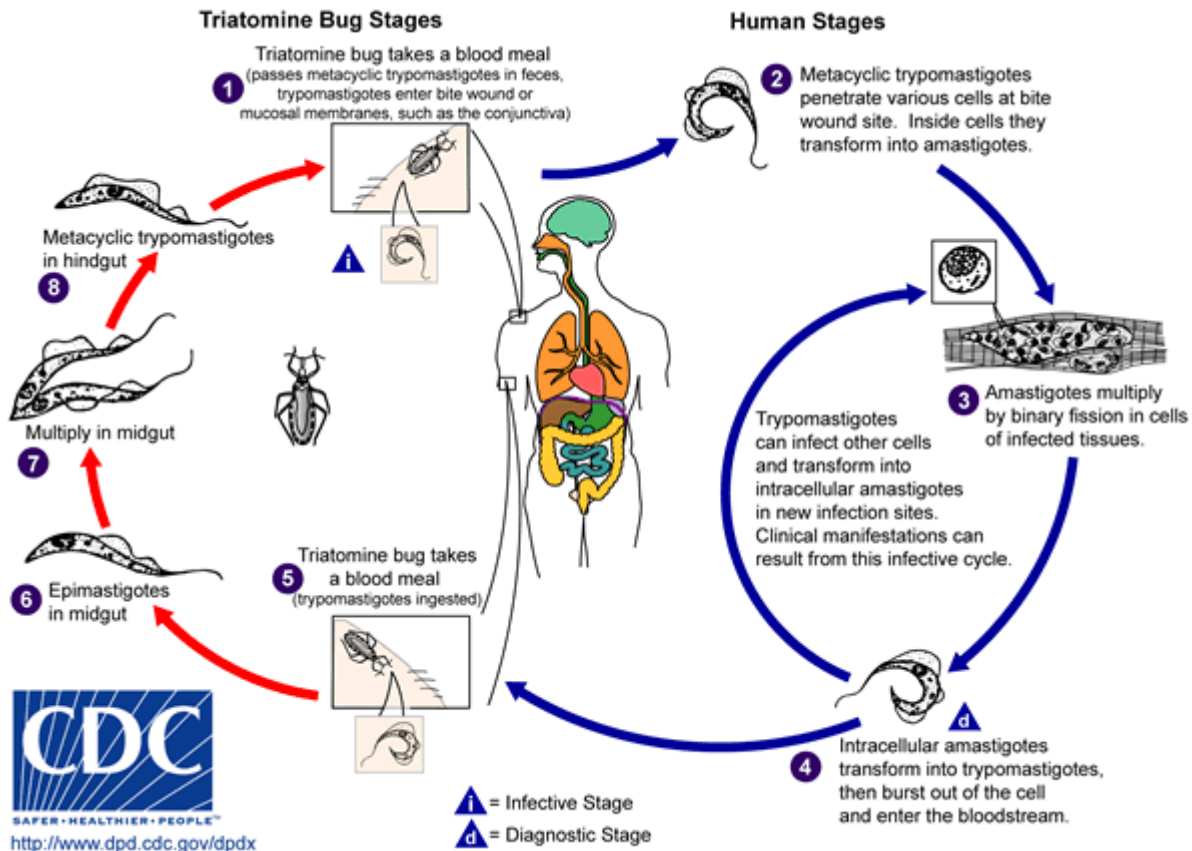 Triatomine Bug Stages
Human Stages
Triatomine bug takes a blood meal
1
(passes metacyclic trypomastigotes in feces,
trypomastigotes enter bite wound or
mucosal membranes, such as the conjunctiva)
i
2
Metacyclic trypomastigotes
penetrate various cells at bite
wound site. Inside cells they
transform into amastigotes.
3
Amastigotes multiply
by binary fission in cells
of infected tissues.
Trypomastigotes
can infect other cells
and transform into
intracellular amastigotes
in new infection sites.
Clinical manifestations can
result from this infective cycle.
d
4
Intracellular amastigotes
transform into trypomastigotes,
then burst out of the cell
and enter the bloodstream.
5
Triatomine bug takes
a blood meal
(trypomastigotes ingested)
6
Epimastigotes
in midgut
Multiply in midgut
7
Metacyclic trypomastigotes
in hindgut
8
CDC
SAFER•HEALTHIER•PEOPLE™
http://www.dpd.cdc.gov/dpdx
i = Infective Stage
d = Diagnostic Stage